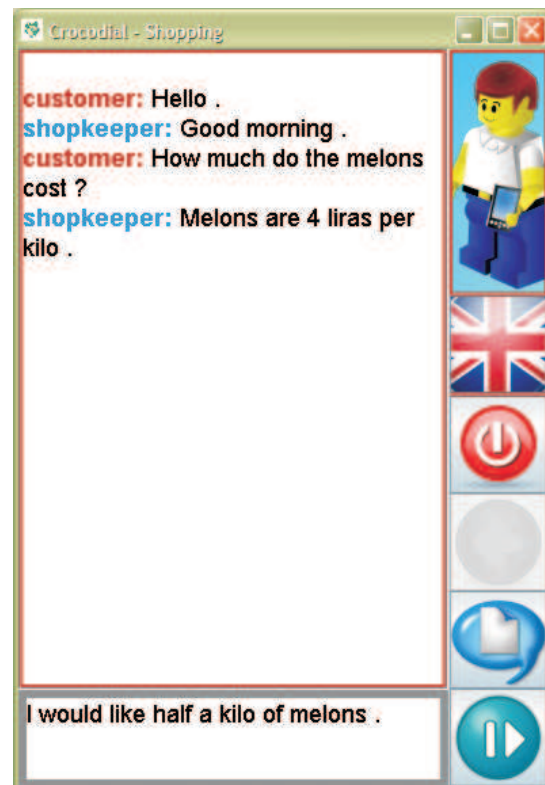 Crocodial - Shopping
customer: Hello .
shopkeeper: Good morning .
customer: How much do the melons
cost ?
shopkeeper: Melons are 4 liras per
kilo .
I would like half a kilo of melons .